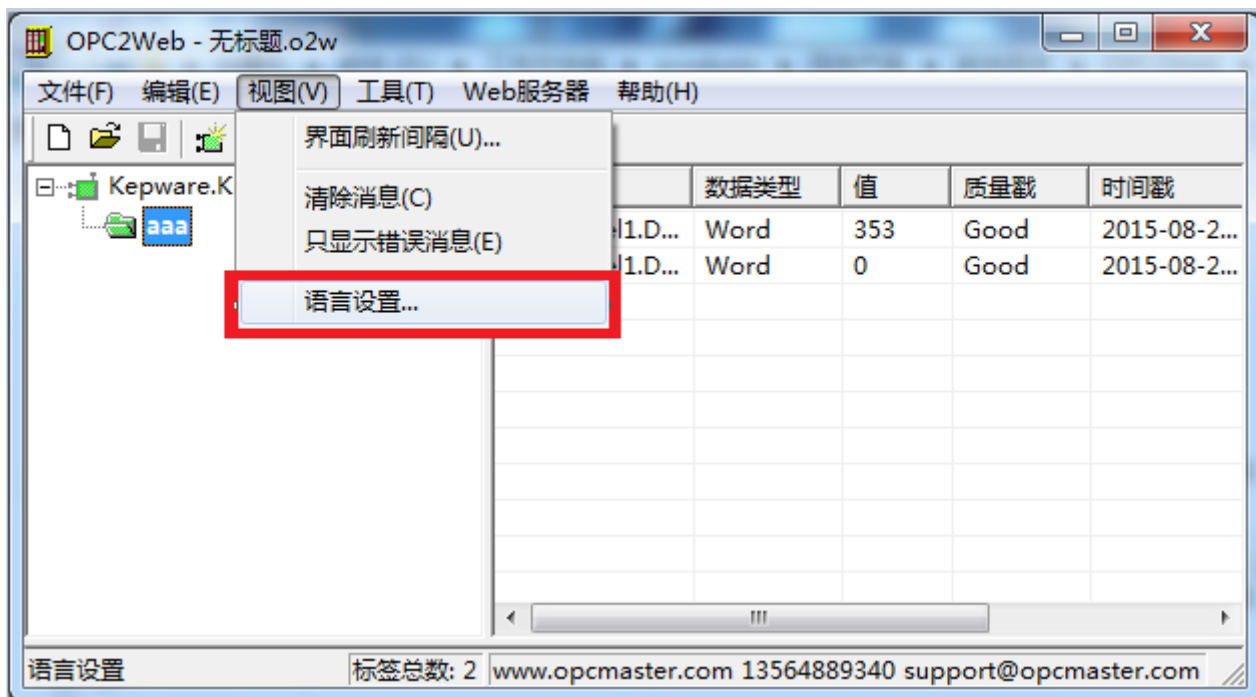 OPC2Web - 无标题.o2w
文件(F) 编辑(E) 视图(V) 工具(T) Web服务器 帮助(H)
界面刷新间隔(U)...
清除消息(C)
只显示错误消息(E)
语言设置...
Kepware.K
aaa
数据类型 值 质量戳 时间戳
l1.D... Word 353 Good 2015-08-2...
l1.D... Word 0 Good 2015-08-2...
语言设置 标签总数: 2 www.opcmaster.com 13564889340 support@opcmaster.com